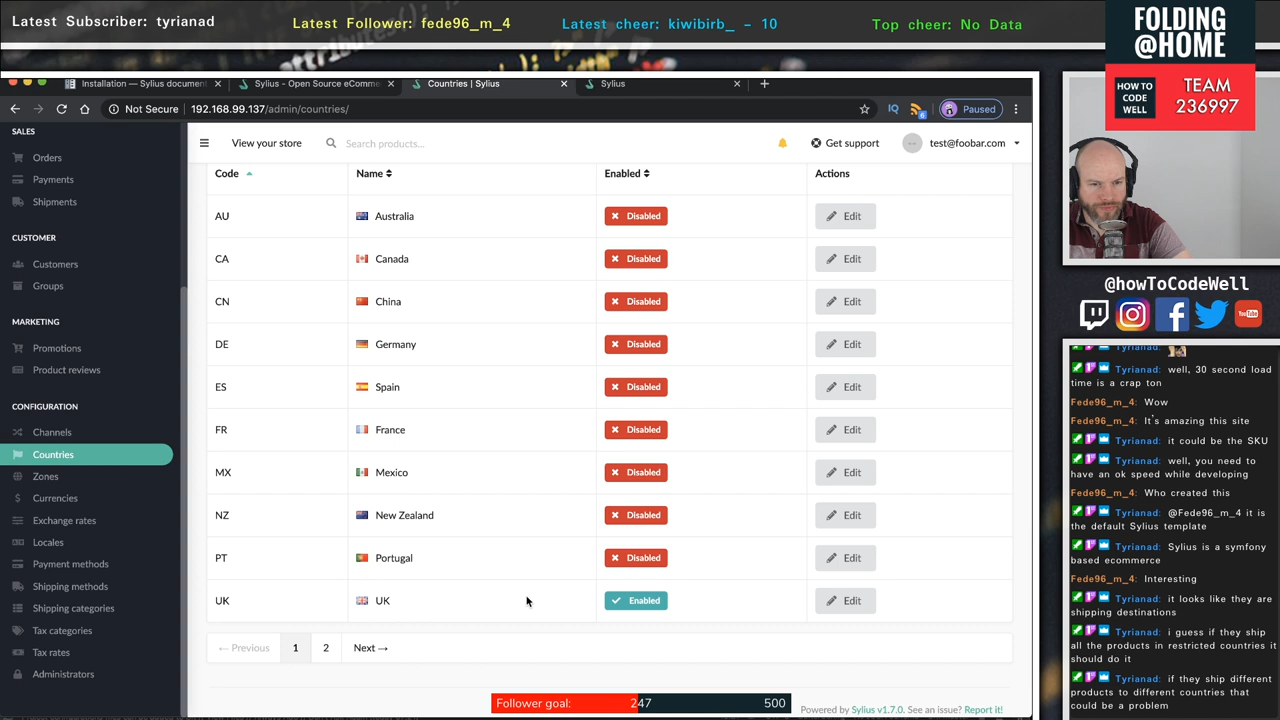 Latest Subscriber: tyrianad
Latest Follower: fede96_m_4
Latest cheer: kiwibirb_ - 10
Top cheer: No Data
FOLDING
@HOME
HOW TO
CODE
WELL
TEAM
236997
Installation — Sylius document
Sylius - Open Source eComme
Countries | Sylius
Sylius
Not Secure
192.168.99.137/admin/countries/
IQ
6
Paused
SALES
Orders
Payments
Shipments
CUSTOMER
Customers
Groups
MARKETING
Promotions
Product reviews
CONFIGURATION
Channels
Countries
Zones
Currencies
Exchange rates
Locales
Payment methods
Shipping methods
Shipping categories
Tax categories
Tax rates
Administrators
View your store
Search products...
Get support
test@foobar.com
Code Name Enabled Actions
AU Australia Disabled Edit
CA Canada Disabled Edit
CN China Disabled Edit
DE Germany Disabled Edit
ES Spain Disabled Edit
FR France Disabled Edit
MX Mexico Disabled Edit
NZ New Zealand Disabled Edit
PT Portugal Disabled Edit
UK UK Enabled Edit
← Previous 1 2 Next →
Follower goal: 247 500
Powered by Sylius v1.7.0. See an issue? Report it!
@howToCodeWell
You Tube
Tyrianad:
Tyrianad: well, 30 second load
time is a crap ton
Fede96_m_4: Wow
Fede96_m_4: It's amazing this site
Tyrianad: it could be the SKU
Tyrianad: well, you need to
have an ok speed while developing
Fede96_m_4: Who created this
Tyrianad: @Fede96_m_4 it is
the default Sylius template
Tyrianad: Sylius is a symfony
based ecommerce
Fede96_m_4: Interesting
Tyrianad: it looks like they are
shipping destinations
Tyrianad: i guess if they ship
all the products in restricted countries it
should do it
Tyrianad: if they ship different
products to different countries that
could be a problem